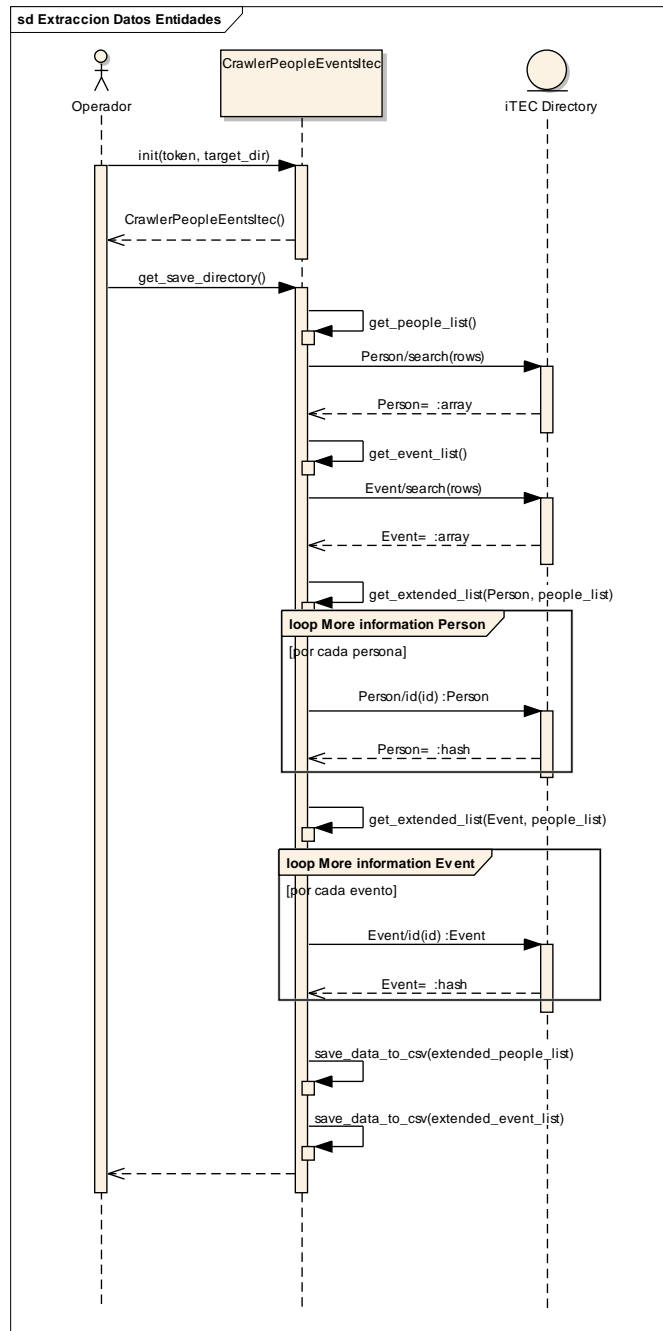 sd Extraccion Datos Entidades
CrawlerPeopleEventsItec
Operador
iTEC Directory
init(token, target_dir)
CrawlerPeopleEentsItec()
get_save_directory()
get_people_list()
Person/search(rows)
Person= :array
get_event_list()
Event/search(rows)
Event= :array
get_extended_list(Person, people_list)
loop More information Person
[por cada persona]
Person/id(id) :Person
Person= :hash
get_extended_list(Event, people_list)
loop More information Event
[por cada evento]
Event/id(id) :Event
Event= :hash
save_data_to_csv(extended_people_list)
save_data_to_csv(extended_event_list)